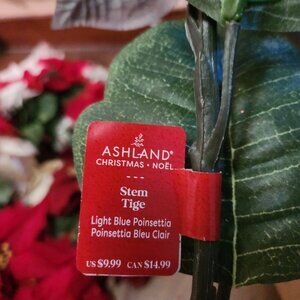 ASHLAND®
CHRISTMAS • NOËL
---
Stem
Tige
Light Blue Poinsettia
Poinsettia Bleu Clair
US $9.99 CAN $14.99